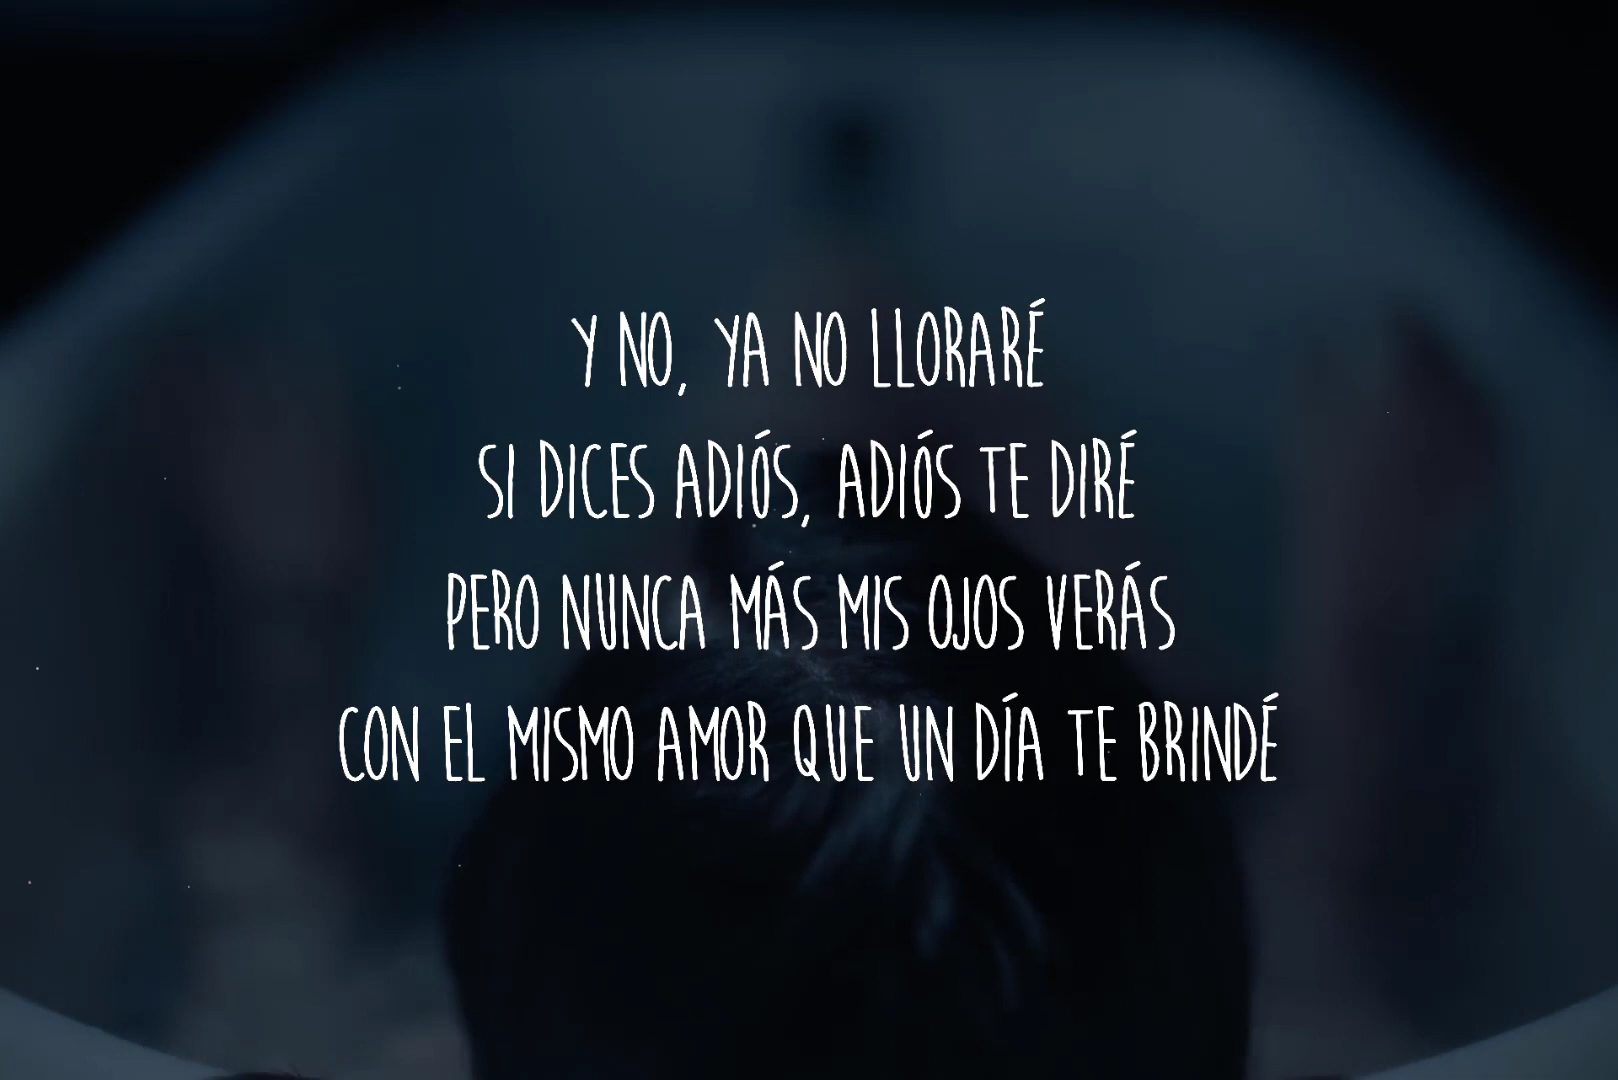 Y NO, YA NO LLORARÉ
SI DICES ADIÓS, ADIÓS TE DIRÉ
PERO NUNCA MÁS MIS OJOS VERÁS
CON EL MISMO AMOR QUE UN DÍA TE BRINDÉ